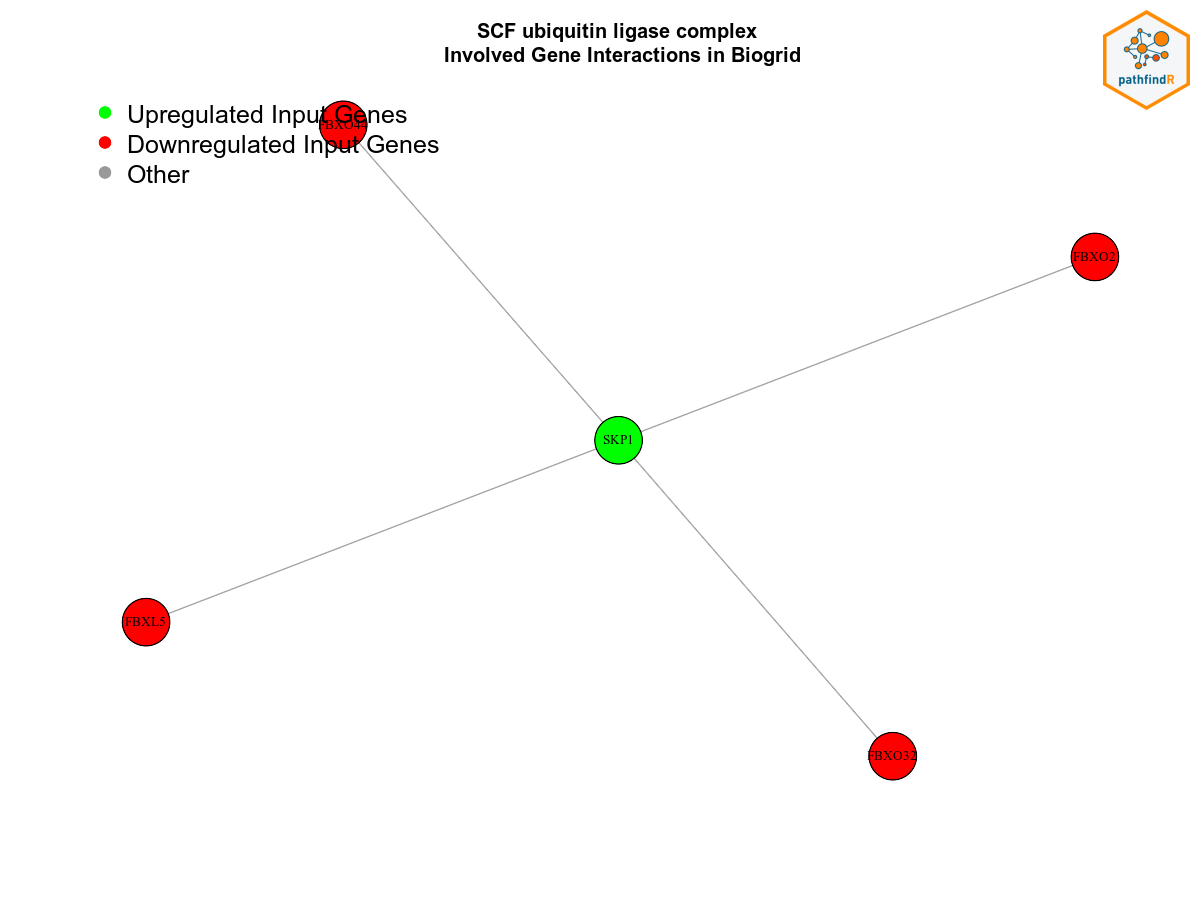 SCF ubiquitin ligase complex
Involved Gene Interactions in Biogrid
pathfindR
Upregulated Input Genes
Downregulated Input Genes
Other
FBXO44
FBXO2
SKP1
FBXL5
FBXO32